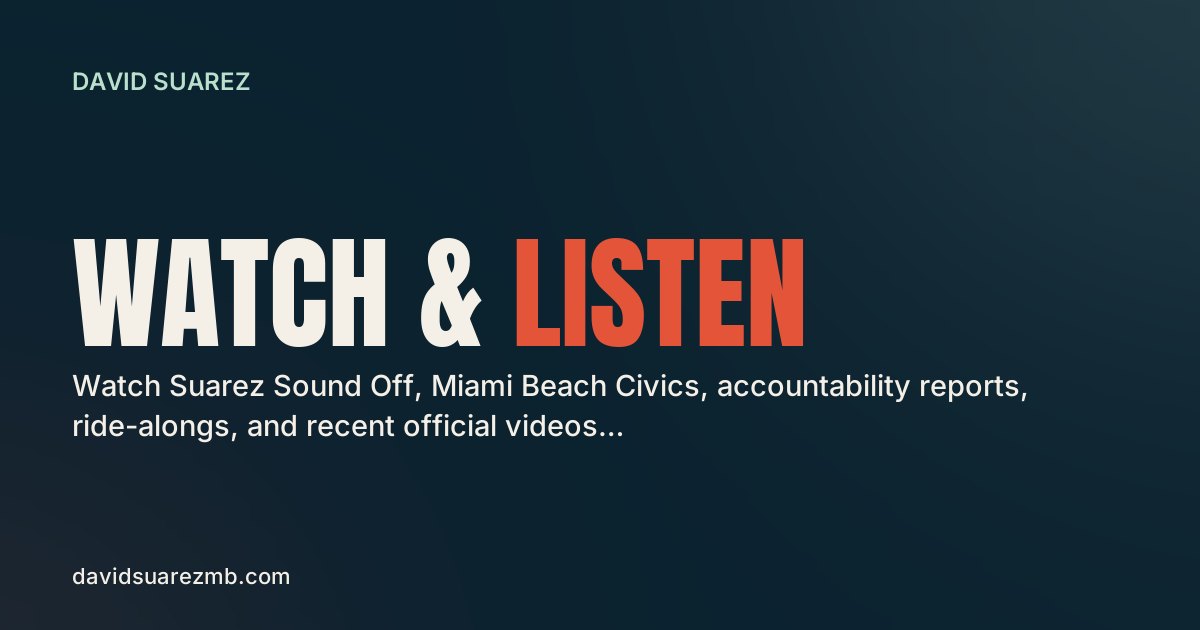 DAVID SUAREZ
WATCH & LISTEN
Watch Suarez Sound Off, Miami Beach Civics, accountability reports,
ride-alongs, and recent official videos...
davidsuarezmb.com